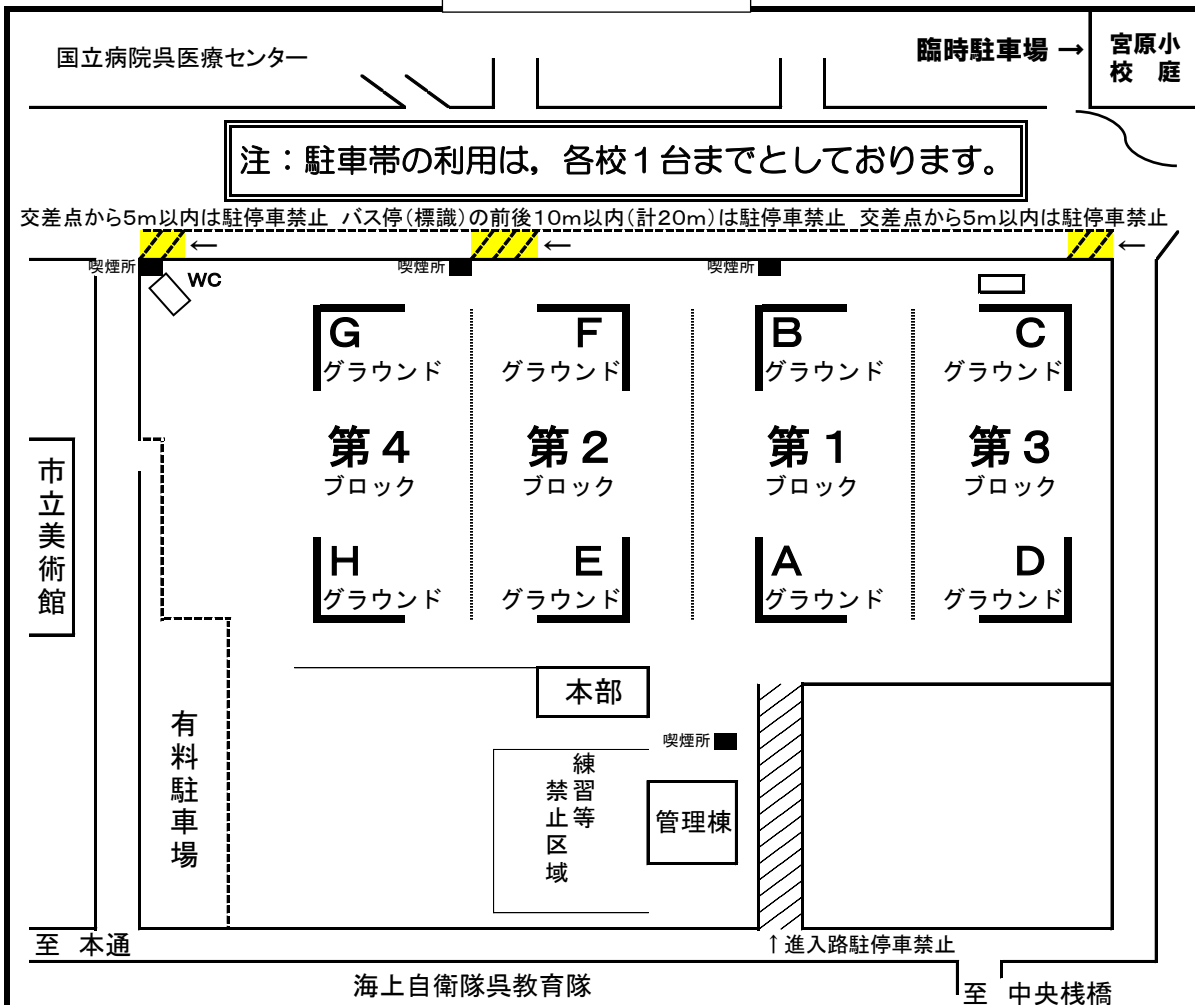 国立病院呉医療センター
臨時駐車場 →
宮原小
校 庭
注：駐車帯の利用は，各校１台までとしております。
交差点から5m以内は駐停車禁止 バス停(標識)の前後10m以内(計20m)は駐停車禁止 交差点から5m以内は駐停車禁止
← ← ←
喫煙所 喫煙所 喫煙所
WC
G F B C
グラウンド グラウンド グラウンド グラウンド
第４ 第２ 第１ 第３
ブロック ブロック ブロック ブロック
市立美術館
H E A D
グラウンド グラウンド グラウンド グラウンド
本部
有料駐車場
喫煙所
練習等
禁止区域
管理棟
至 本通
↑進入路駐停車禁止
海上自衛隊呉教育隊
至 中央桟橋